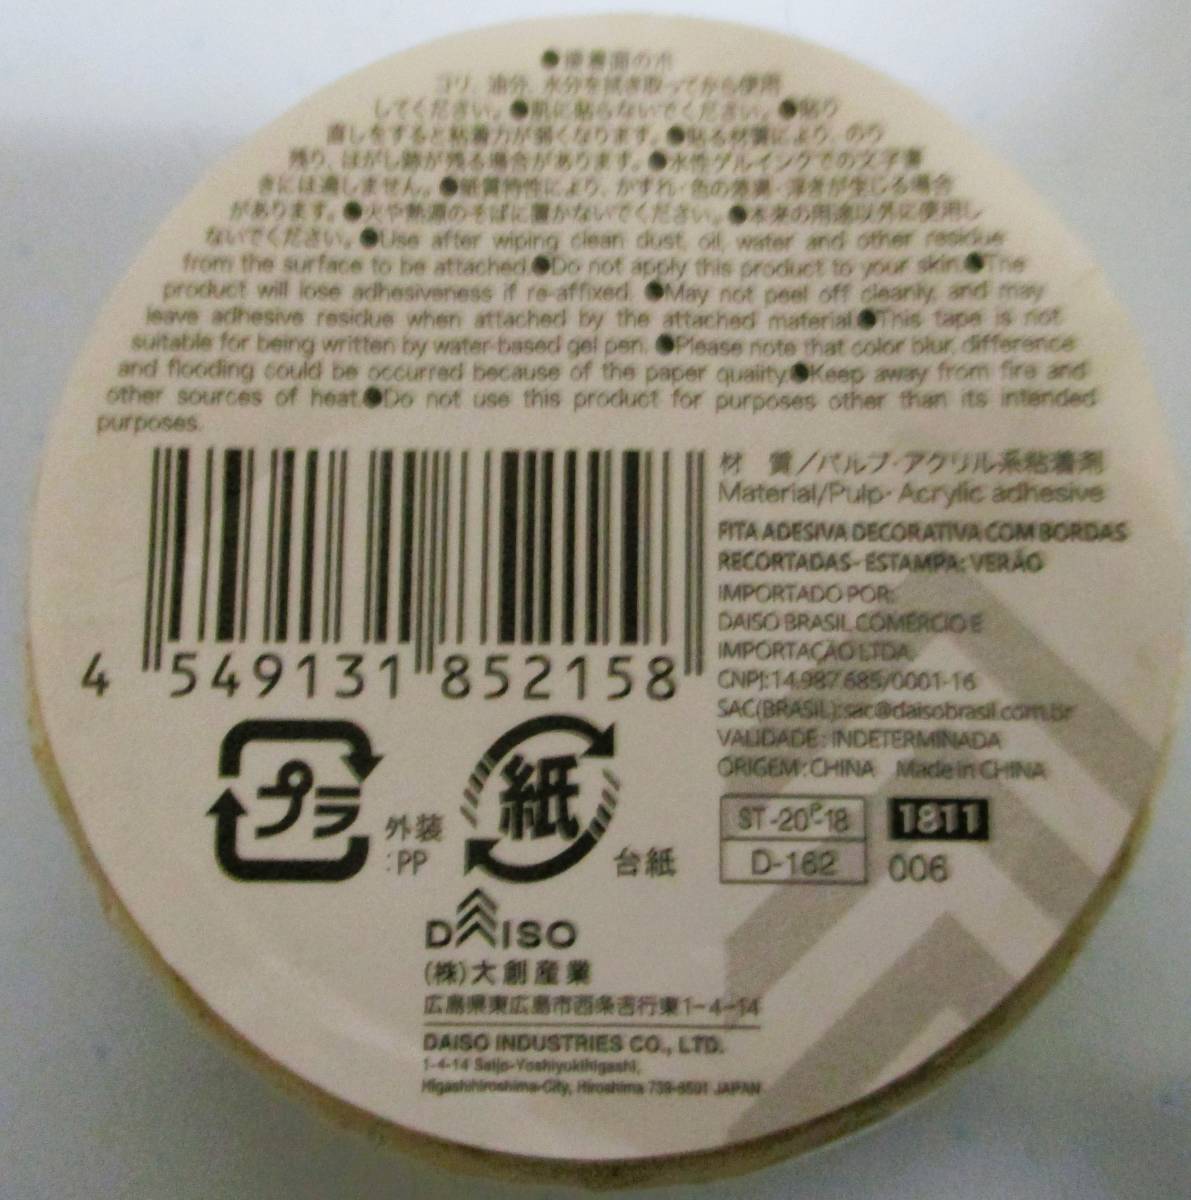 ●接着面のホ
コリ、油分、水分を拭き取ってから使用
してください。●肌に貼らないでください。●貼り
直しをすると粘着力が弱くなります。●貼る材質により、のり
残り、はがし跡が残る場合があります。●水性ゲルインクでの文字書
きには適しません。●紙質特性により、かすれ・色の差異・浮きが生じる場合
があります。●火や熱源のそばに置かないでください。●本来の用途以外に使用し
ないでください。●Use after wiping clean dust, oil, water and other residue
from the surface to be attached.●Do not apply this product to your skin.●The
product will lose adhesiveness if re-affixed. ●May not peel off cleanly, and may
leave adhesive residue when attached by the attached material.●This tape is not
suitable for being written by water-based gel pen. ●Please note that color blur, difference
and flooding could be occurred because of the paper quality.●Keep away from fire and
other sources of heat.●Do not use this product for purposes other than its intended
purposes.
材 質/パルプ・アクリル系粘着剤
Material/Pulp・Acrylic adhesive
FITA ADESIVA DECORATIVA COM BORDAS
RECORTADAS- ESTAMPA: VERÃO
IMPORTADO POR:
DAISO BRASIL COMÉRCIO E
IMPORTAÇÃO LTDA.
CNPJ:14.987.685/0001-16
SAC(BRASIL):sac@daisobrasil.com.br
VALIDADE: INDETERMINADA
ORIGEM: CHINA Made in CHINA
4 549131 852158
プラ
外装
:PP
紙
台紙
ST-20P-18
D-162
1811
006
DAISO
(株)大創産業
広島県東広島市西条吉行東1-4-14
DAISO INDUSTRIES CO., LTD.
1-4-14 Saijo-Yoshiyukihigashi,
Higashihiroshima-City, Hiroshima 739-8501 JAPAN